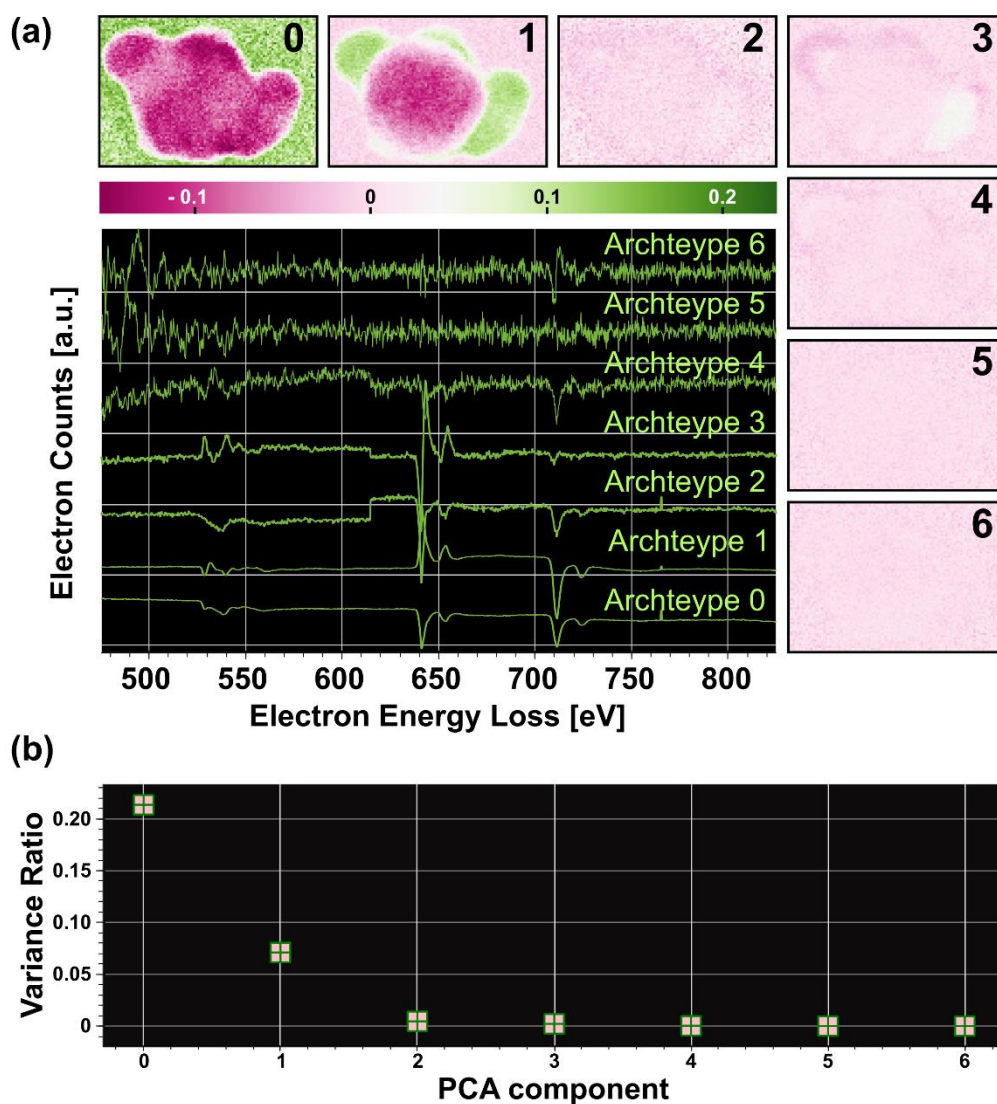 (a)
0
1
2
3
- 0.1
0
0.1
0.2
4
5
6
Electron Counts [a.u.]
Archteype 6
Archteype 5
Archteype 4
Archteype 3
Archteype 2
Archteype 1
Archteype 0
500
550
600
650
700
750
800
Electron Energy Loss [eV]
(b)
Variance Ratio
0.20
0.15
0.10
0.05
0
0
1
2
3
4
5
6
PCA component